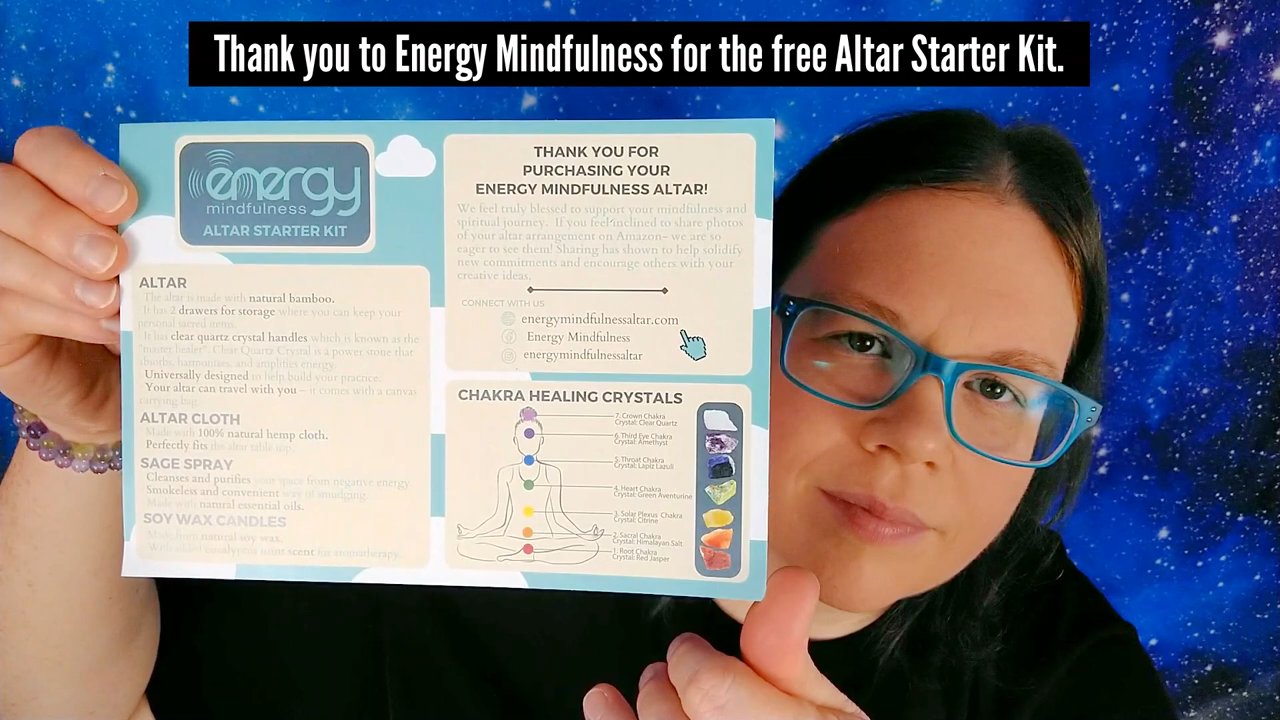 Thank you to Energy Mindfulness for the free Altar Starter Kit.
energy
mindfulness
ALTAR STARTER KIT
ALTAR
The altar is made with natural bamboo.
It has 2 drawers for storage where you can keep your
personal sacred items.
It has clear quartz crystal handles which is known as the
"master healer". Clear Quartz Crystal is a power stone that
absorbs, harmonizes, and amplifies energy.
Universally designed to help build your practice.
Your altar can travel with you – it comes with a canvas
carrying bag.
ALTAR CLOTH
Made with 100% natural hemp cloth.
Perfectly fits the altar table top.
SAGE SPRAY
Cleanses and purifies your space from negative energy.
Smokeless and convenient way of smudging.
Made with natural essential oils.
SOY WAX CANDLES
Made from natural soy wax.
With added eucalyptus mint scent for aromatherapy.
THANK YOU FOR
PURCHASING YOUR
ENERGY MINDFULNESS ALTAR!
We feel truly blessed to support your mindfulness and
spiritual journey. If you feel inclined to share photos
of your altar arrangement on Amazon- we are so
eager to see them! Sharing has shown to help solidify
new commitments and encourage others with your
creative ideas.
CONNECT WITH US
energymindfulnessaltar.com
Energy Mindfulness
energymindfulnessaltar
CHAKRA HEALING CRYSTALS
7. Crown Chakra
Crystal: Clear Quartz
6. Third Eye Chakra
Crystal: Amethyst
5. Throat Chakra
Crystal: Lapiz Lazuli
4. Heart Chakra
Crystal: Green Aventurine
3. Solar Plexus Chakra
Crystal: Citrine
2. Sacral Chakra
Crystal: Himalayan Salt
1. Root Chakra
Crystal: Red Jasper